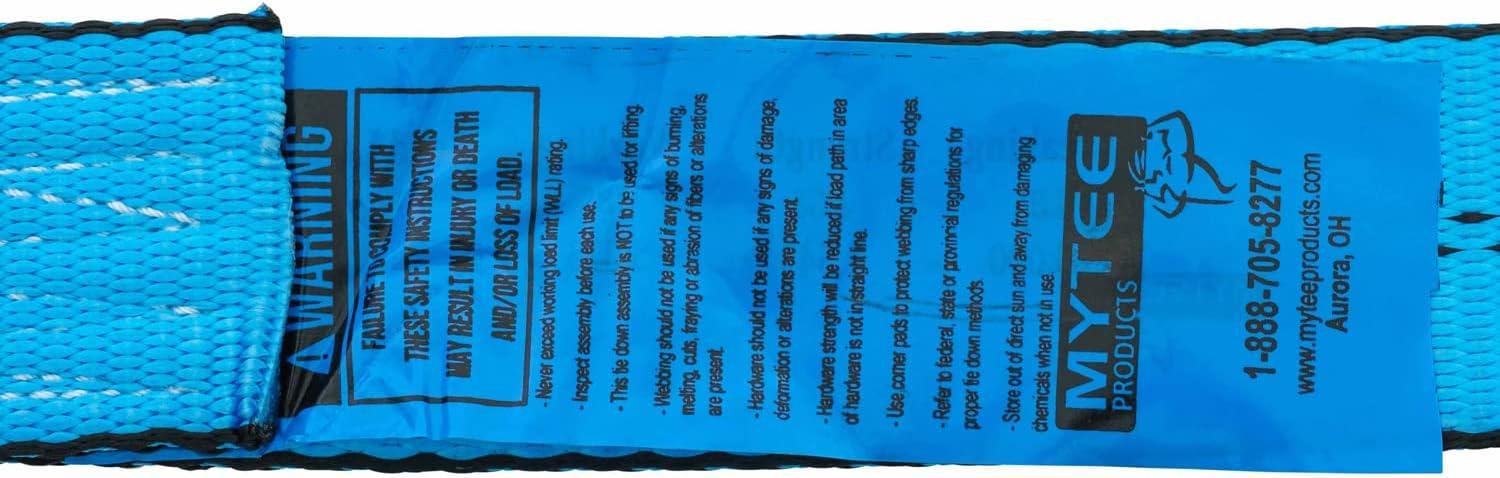 WARNING
FAILURE TO COMPLY WITH
THESE SAFETY INSTRUCTIONS
MAY RESULT IN INJURY OR DEATH
AND/OR LOSS OF LOAD.
- Never exceed working load limit (WLL) rating.
- Inspect assembly before each use.
- This tie down assembly is NOT to be used for lifting.
- Webbing should not be used if any signs of burning,
melting, cuts, fraying or abrasion of fibers or alterations
are present.
- Hardware should not be used if any signs of damage,
deformation or alterations are present.
- Hardware strength will be reduced if load path in area
of hardware is not in straight line.
- Use corner pads to protect webbing from sharp edges.
- Refer to federal, state or provincial regulations for
proper tie down methods.
- Store out of direct sun and away from damaging
chemicals when not in use.
MYTEE
PRODUCTS
1-888-705-8277
www.myteeproducts.com
Aurora, OH